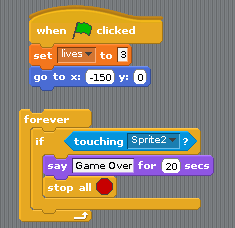 when clicked
set lives to 3
go to x: -150 y: 0
forever
if touching Sprite2 ?
say Game Over for 20 secs
stop all